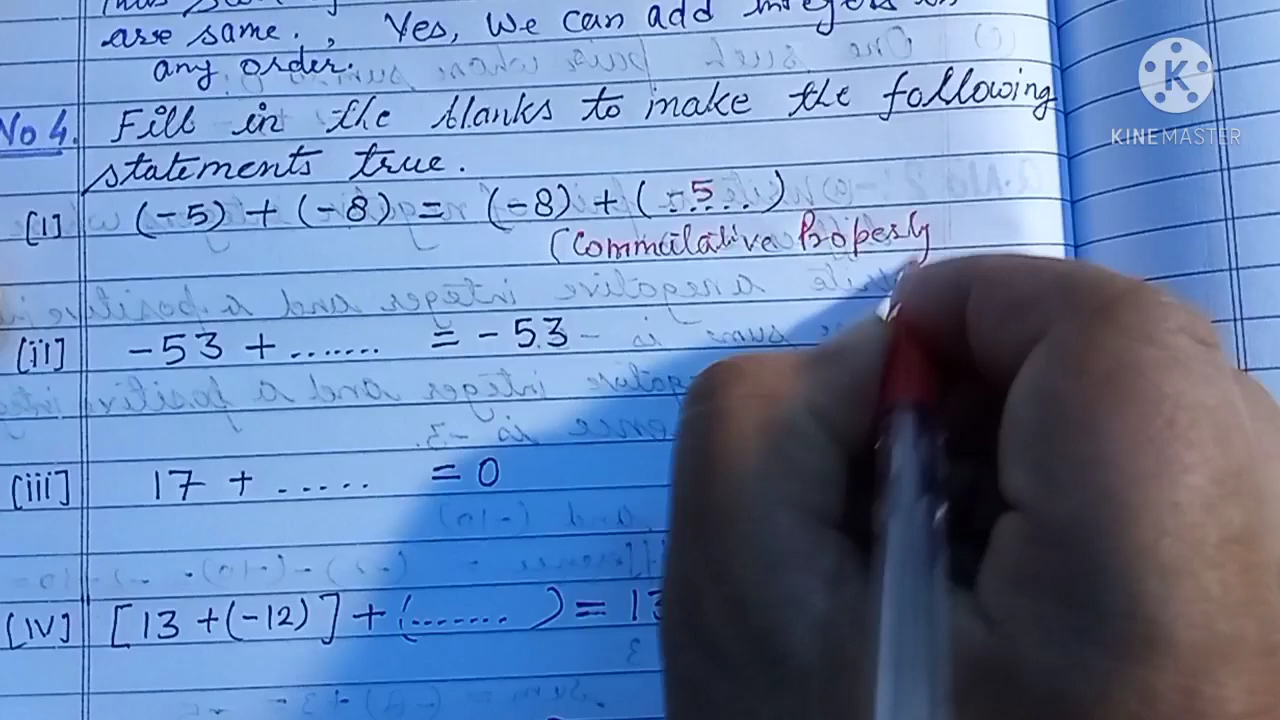 are same., Yes, We can add integers in
any order.
No 4. Fill in the blanks to make the following
statements true.
[i] (-5) + (-8) = (-8) + (-5.....)
(Commutative Property
[ii] -53 + ....... = -53
[iii] 17 + ..... = 0
[iv] [13 + (-12)] + (.......) = 13
KINEMASTER